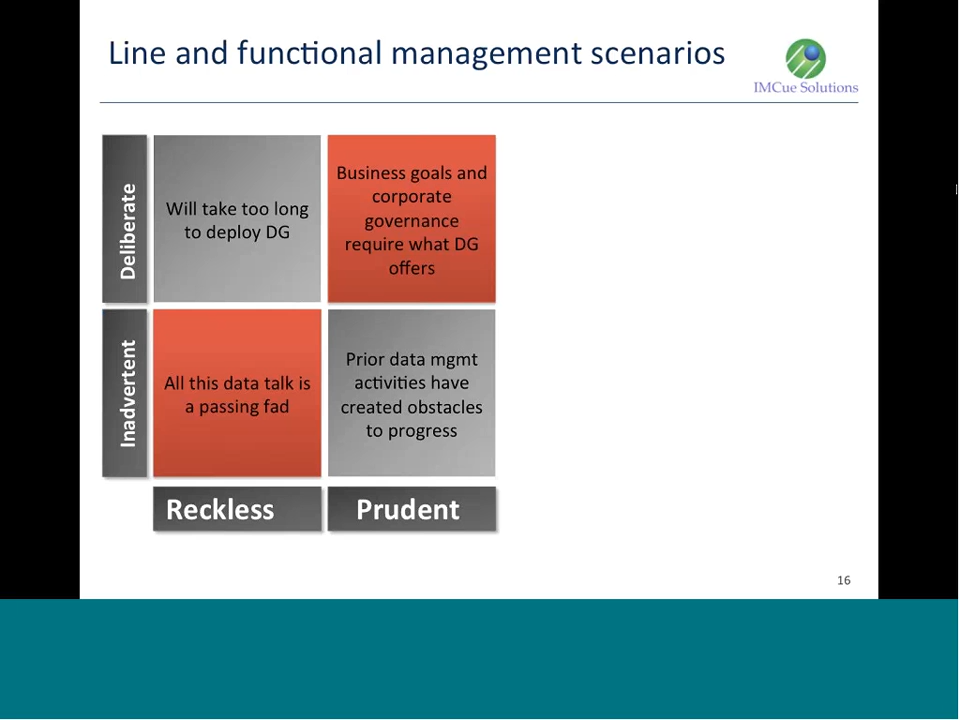 Line and functional management scenarios
IMCue Solutions
Deliberate
Will take too long
to deploy DG
Business goals and
corporate
governance
require what DG
offers
Inadvertent
All this data talk is
a passing fad
Prior data mgmt
activities have
created obstacles
to progress
Reckless
Prudent
16